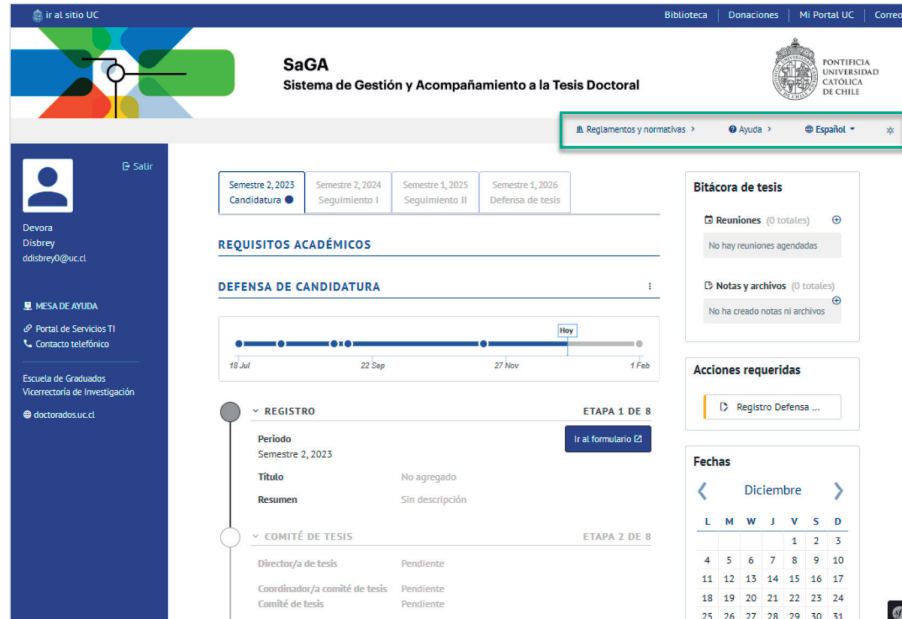 ir al sitio UC
Biblioteca
Donaciones
Mi Portal UC
Correo
SaGA
Sistema de Gestión y Acompañamiento a la Tesis Doctoral
PONTIFICIA
UNIVERSIDAD
CATÓLICA
DE CHILE
Reglamentos y normativas >
Ayuda >
Español
Salir
Devora
Disbrey
ddisbrey0@uc.cl
MESA DE AYUDA
Portal de Servicios TI
Contacto telefónico
Escuela de Graduados
Vicerrectoría de Investigación
doctorados.uc.cl
Semestre 2, 2023
Candidatura
Semestre 2, 2024
Seguimiento I
Semestre 1, 2025
Seguimiento II
Semestre 1, 2026
Defensa de tesis
REQUISITOS ACADÉMICOS
DEFENSA DE CANDIDATURA
Hoy
18 Jul
22 Sep
27 Nov
1 Feb
REGISTRO
ETAPA 1 DE 8
Periodo
Semestre 2, 2023
Ir al formulario
Título
No agregado
Resumen
Sin descripción
COMITÉ DE TESIS
ETAPA 2 DE 8
Director/a de tesis
Pendiente
Coordinador/a comité de tesis
Pendiente
Comité de tesis
Pendiente
Bitácora de tesis
Reuniones (0 totales)
No hay reuniones agendadas
Notas y archivos (0 totales)
No ha creado notas ni archivos
Acciones requeridas
Registro Defensa ...
Fechas
Diciembre
L M W J V S D
1 2 3
4 5 6 7 8 9 10
11 12 13 14 15 16 17
18 19 20 21 22 23 24
25 26 27 28 29 30 31